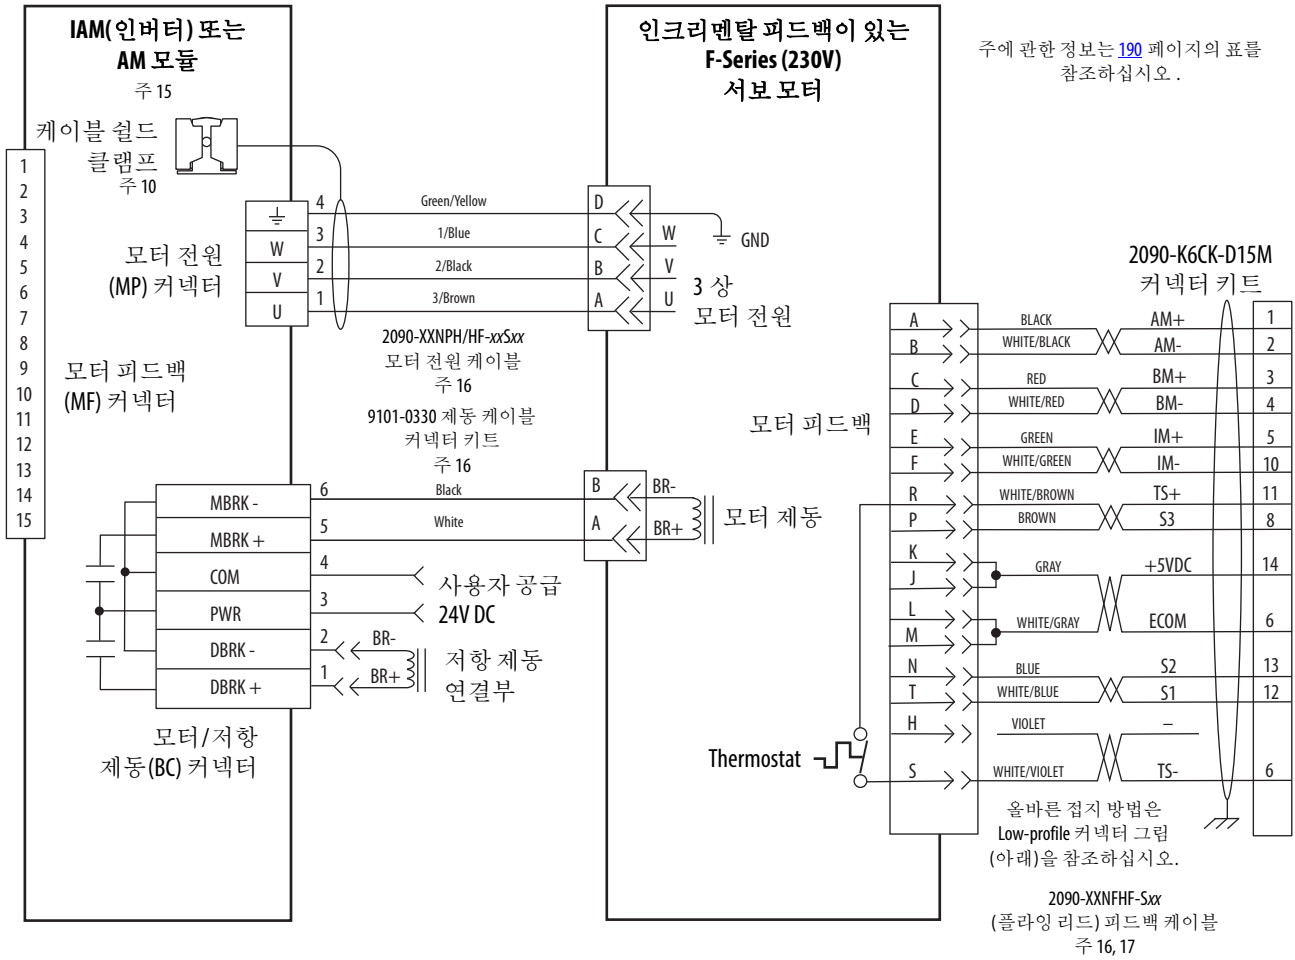 IAM(인버터) 또는
AM 모듈
주 15
케이블 쉴드
클램프
주 10
1
2
3
4
5
6
7
8
9
10
11
12
13
14
15
모터 전원
(MP) 커넥터
W
V
U
4
3
2
1
Green/Yellow
1/Blue
2/Black
3/Brown
D
C
B
A
W
V
U
GND
3 상
모터 전원
2090-XXNPH/HF-xxSxx
모터 전원 케이블
주 16
모터 피드백
(MF) 커넥터
9101-0330 제동 케이블
커넥터 키트
주 16
MBRK -
MBRK +
COM
PWR
DBRK -
DBRK +
6
5
4
3
2
1
Black
White
B
A
BR-
BR+
모터 제동
사용자 공급
24V DC
BR-
BR+
저항 제동
연결부
모터/저항
제동(BC) 커넥터
인크리멘탈 피드백이 있는
F-Series (230V)
서보 모터
주에 관한 정보는 190 페이지의 표를
참조하십시오 .
2090-K6CK-D15M
커넥터 키트
모터 피드백
A BLACK AM+ 1
B WHITE/BLACK AM- 2
C RED BM+ 3
D WHITE/RED BM- 4
E GREEN IM+ 5
F WHITE/GREEN IM- 10
R WHITE/BROWN TS+ 11
P BROWN S3 8
K
GRAY +5VDC 14
J
L
WHITE/GRAY ECOM 6
M
N BLUE S2 13
T WHITE/BLUE S1 12
H VIOLET –
S WHITE/VIOLET TS- 6
Thermostat
올바른 접지 방법은
Low-profile 커넥터 그림
(아래)을 참조하십시오.
2090-XXNFHF-Sxx
(플라잉 리드) 피드백 케이블
주 16, 17